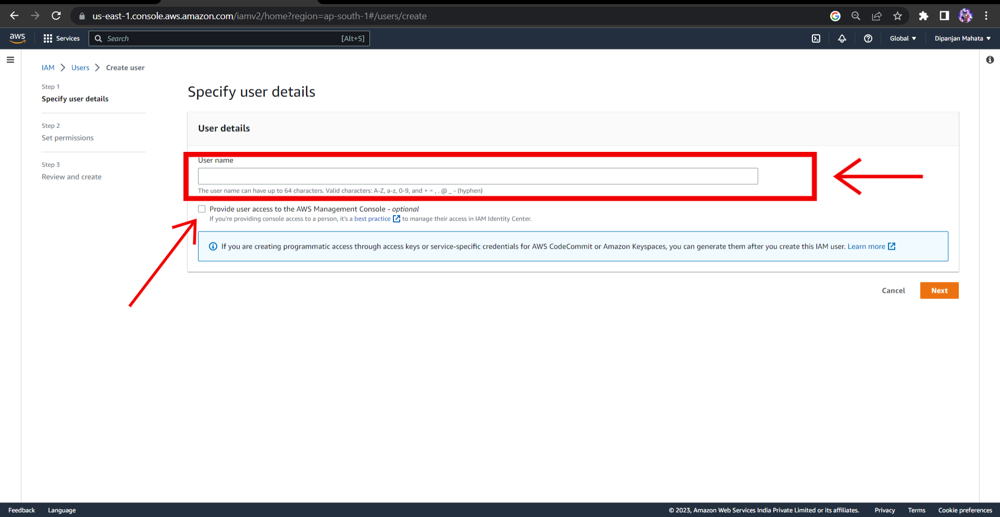 us-east-1.console.aws.amazon.com/iamv2/home?region=ap-south-1#/users/create
aws
Services
Search
[Alt+S]
Global
Dipanjan Mahata
IAM
Users
Create user
Step 1
Specify user details
Step 2
Set permissions
Step 3
Review and create
Specify user details
User details
User name
The user name can have up to 64 characters. Valid characters: A-Z, a-z, 0-9, and + = , . @ _ - (hyphen)
Provide user access to the AWS Management Console - optional
If you're providing console access to a person, it's a best practice to manage their access in IAM Identity Center.
If you are creating programmatic access through access keys or service-specific credentials for AWS CodeCommit or Amazon Keyspaces, you can generate them after you create this IAM user. Learn more
Cancel
Next
Feedback
Language
© 2023, Amazon Web Services India Private Limited or its affiliates.
Privacy
Terms
Cookie preferences